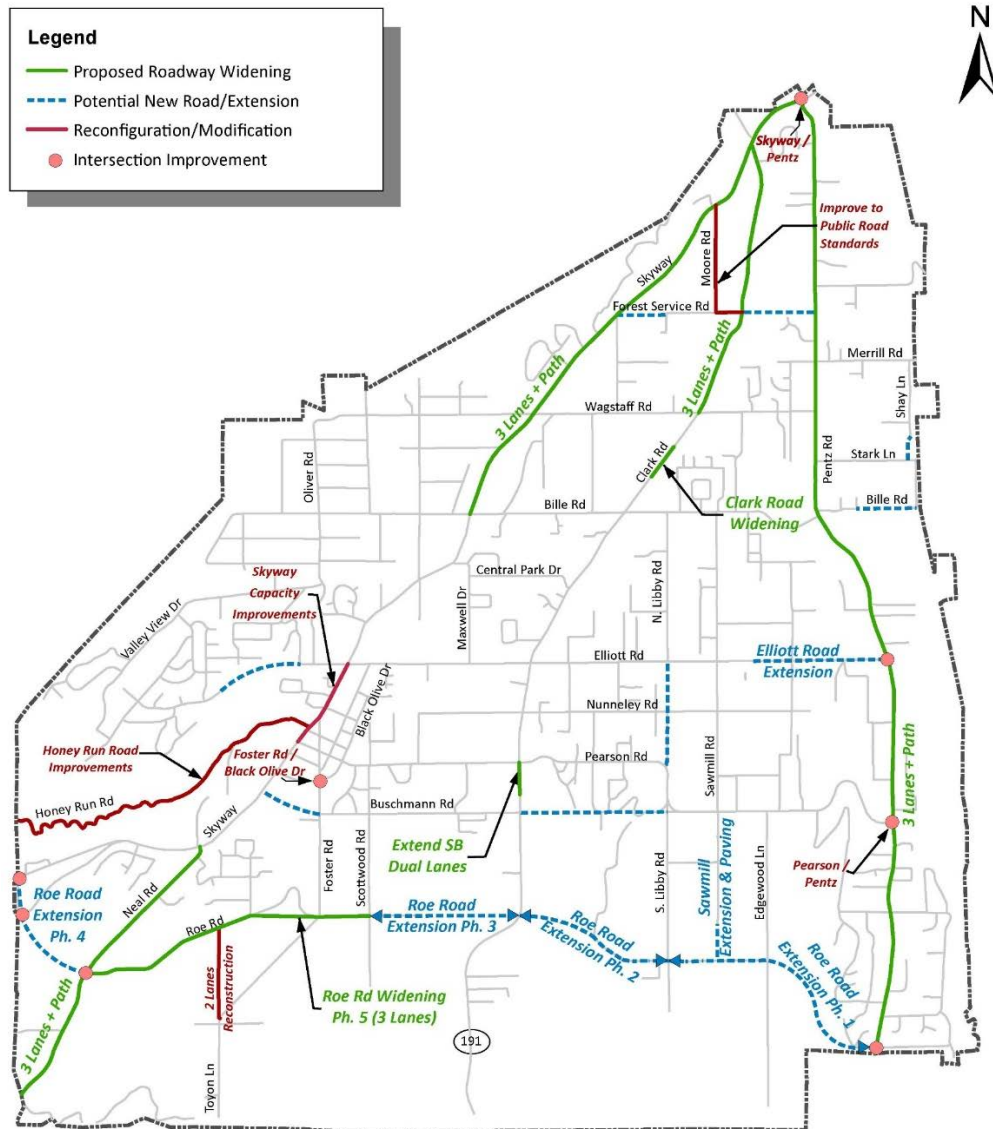 Legend
Proposed Roadway Widening
Potential New Road/Extension
Reconfiguration/Modification
Intersection Improvement
N
Skyway /
Pentz
Improve to
Public Road
Standards
Moore Rd
Skyway
Forest Service Rd
Merrill Rd
Shay Ln
3 Lanes + Path
3 Lanes + Path
Wagstaff Rd
Clark Rd
Pentz Rd
Stark Ln
Oliver Rd
Bille Rd
Bille Rd
Clark Road
Widening
Skyway
Capacity
Improvements
Central Park Dr
Maxwell Dr
N. Libby Rd
Valley View Dr
Elliott Rd
Elliott Road
Extension
Black Olive Dr
Nunneley Rd
Honey Run Road
Improvements
Foster Rd /
Black Olive Dr
Pearson Rd
Sawmill Rd
3 Lanes + Path
Honey Run Rd
Skyway
Buschmann Rd
Extend SB
Dual Lanes
Pearson /
Pentz
Foster Rd
Scottwood Rd
S. Libby Rd
Sawmill
Extension & Paving
Edgewood Ln
Roe Road
Extension
Ph. 4
Neal Rd
Roe Rd
Roe Road
Extension Ph. 3
Roe Road
Extension Ph. 2
Roe Road
Extension Ph. 1
2 Lanes
Reconstruction
Roe Rd Widening
Ph. 5 (3 Lanes)
3 Lanes + Path
191
Toyon Ln